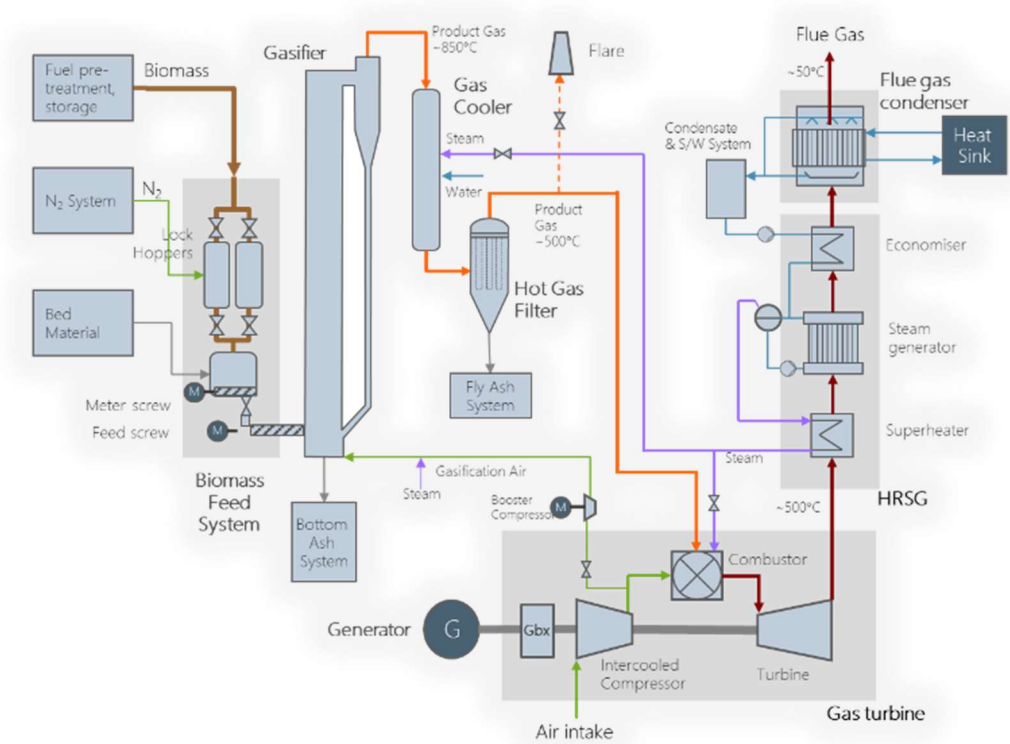 Fuel pre-
treatment,
storage
Biomass
N₂ System
N₂
Lock
Hoppers
Bed
Material
M
Meter screw
M
Feed screw
Biomass
Feed
System
Gasifier
Bottom
Ash
System
Product Gas
~850°C
Gas
Cooler
Steam
Water
Flare
Product
Gas
~500°C
Hot Gas
Filter
Fly Ash
System
Gasification Air
Steam
Booster
Compressor
M
Flue Gas
~50°C
Flue gas
condenser
Condensate
& S/W System
Heat
Sink
Economiser
Steam
generator
Superheater
Steam
HRSG
~500°C
Combustor
Generator
G
Gbx
Intercooled
Compressor
Turbine
Air intake
Gas turbine